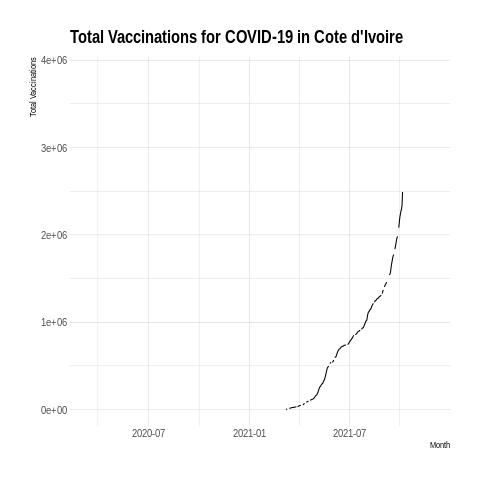 Total Vaccinations for COVID-19 in Cote d'Ivoire
Total Vaccinations
4e+06
3e+06
2e+06
1e+06
0e+00
2020-07
2021-01
2021-07
Month